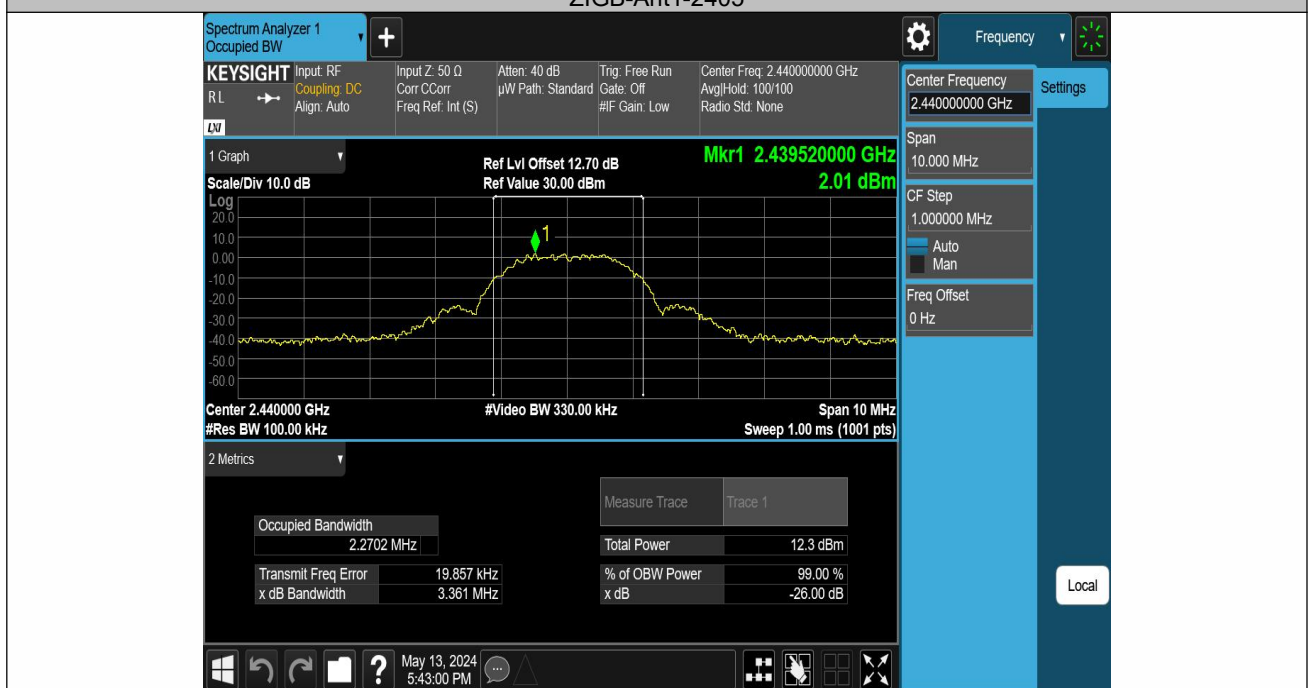 Spectrum Analyzer 1
Occupied BW
Frequency
KEYSIGHT
RL
LXI
Input: RF
Coupling: DC
Align: Auto
Input Z: 50 Ω
Corr CCorr
Freq Ref: Int (S)
Atten: 40 dB
µW Path: Standard
Trig: Free Run
Gate: Off
#IF Gain: Low
Center Freq: 2.440000000 GHz
Avg|Hold: 100/100
Radio Std: None
Center Frequency
2.440000000 GHz
Settings
Span
10.000 MHz
CF Step
1.000000 MHz
Auto
Man
Freq Offset
0 Hz
Local
1 Graph
Scale/Div 10.0 dB
Ref Lvl Offset 12.70 dB
Ref Value 30.00 dBm
Mkr1 2.439520000 GHz
2.01 dBm
Log
20.0
10.0
0.00
-10.0
-20.0
-30.0
-40.0
-50.0
-60.0
1
Center 2.440000 GHz
#Video BW 330.00 kHz
Span 10 MHz
#Res BW 100.00 kHz
Sweep 1.00 ms (1001 pts)
2 Metrics
Measure Trace
Trace 1
Occupied Bandwidth
2.2702 MHz
Total Power
12.3 dBm
Transmit Freq Error
19.857 kHz
% of OBW Power
99.00 %
x dB Bandwidth
3.361 MHz
x dB
-26.00 dB
?
May 13, 2024
5:43:00 PM